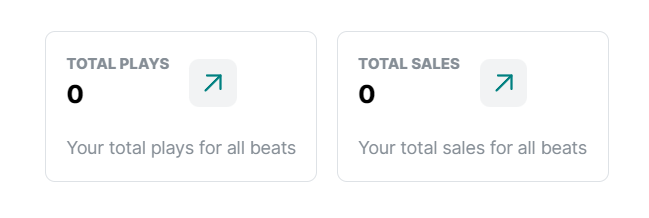 TOTAL PLAYS
0
Your total plays for all beats
TOTAL SALES
0
Your total sales for all beats